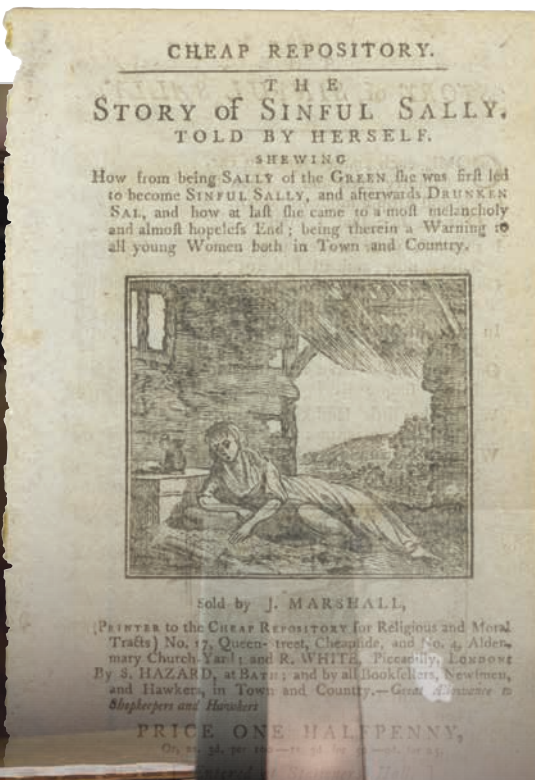 CHEAP REPOSITORY.
THE
STORY of SINFUL SALLY.
TOLD BY HERSELF.
SHEWING
How from being SALLY of the GREEN ſhe was firſt led
to become SINFUL SALLY, and afterwards DRUNKEN
SAL, and how at laſt ſhe came to a moſt melancholy
and almoſt hopeleſs End; being therein a Warning to
all young Women both in Town and Country.
Sold by J. MARSHALL,
(PRINTER to the CHEAP REPOSITORY for Religious and Moral
Tracts) No. 17, Queen-treet, Cheapſide, and No. 4, Alder-
mary Church-Yard; and R. WHITE, Piccadilly, LONDON:
By S. HAZARD, at BATH; and by all Bookſellers, Newſmen,
and Hawkers, in Town and Country.—Great Allowance to
Shopkeepers and Hawkers
PRICE ONE HALFPENNY,